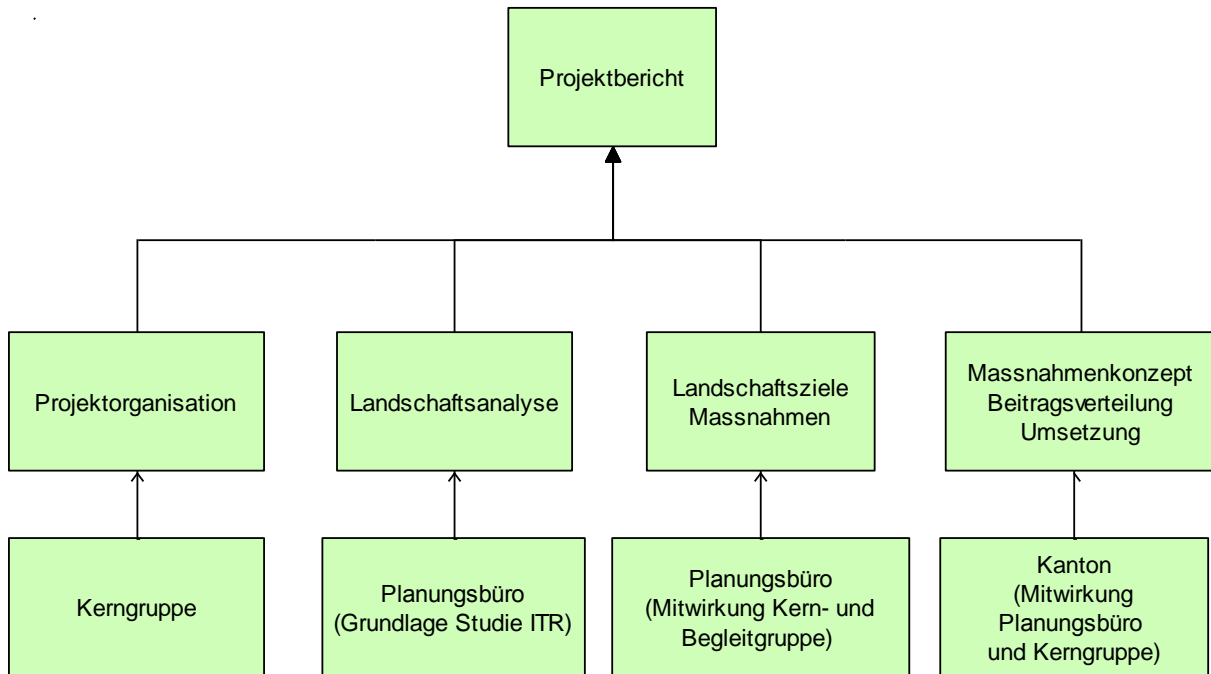 Projektbericht
Projektorganisation
Landschaftsanalyse
Landschaftsziele
Massnahmen
Massnahmenkonzept
Beitragsverteilung
Umsetzung
Kerngruppe
Planungsbüro
(Grundlage Studie ITR)
Planungsbüro
(Mitwirkung Kern- und
Begleitgruppe)
Kanton
(Mitwirkung
Planungsbüro
und Kerngruppe)